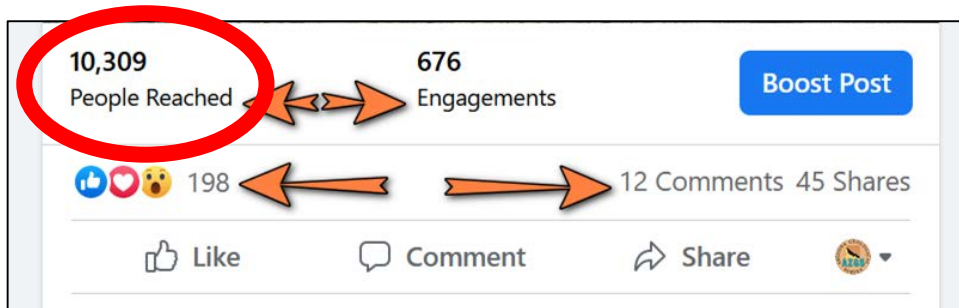 10,309
676
People Reached
Engagements
Boost Post
198
12 Comments 45 Shares
Like
Comment
Share